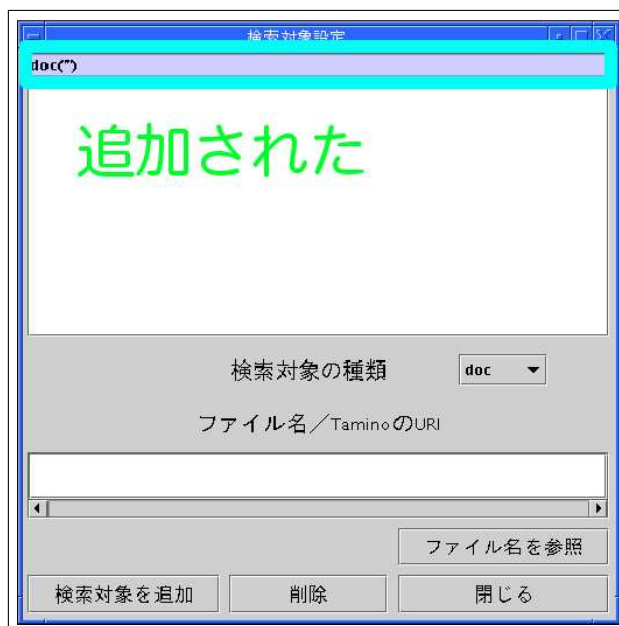 検索対象設定
doc('')
追加された
検索対象の種類
doc
ファイル名／TaminoのURI
ファイル名を参照
検索対象を追加
削除
閉じる